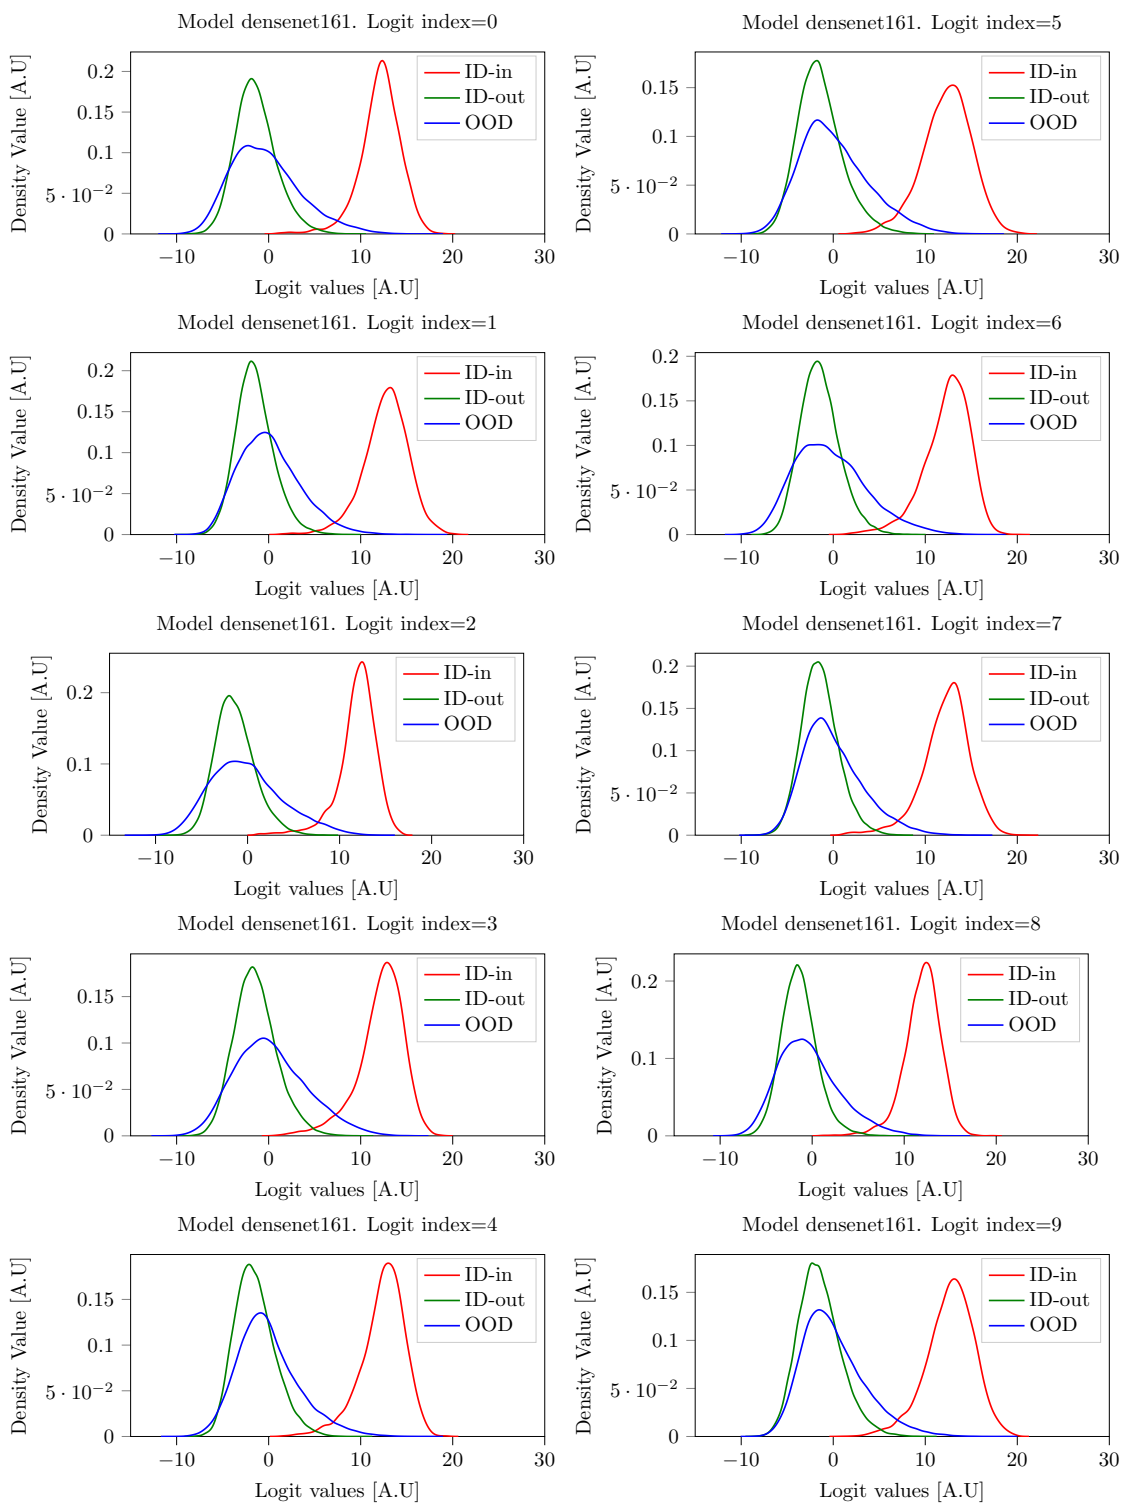 Model densenet161. Logit index=0
Density Value [A.U]
0.2
0.15
0.1
5 · 10⁻²
0
−10 0 10 20 30
Logit values [A.U]
ID-in
ID-out
OOD
Model densenet161. Logit index=5
Density Value [A.U]
0.15
0.1
5 · 10⁻²
0
−10 0 10 20 30
Logit values [A.U]
ID-in
ID-out
OOD
Model densenet161. Logit index=1
Density Value [A.U]
0.2
0.15
0.1
5 · 10⁻²
0
−10 0 10 20 30
Logit values [A.U]
ID-in
ID-out
OOD
Model densenet161. Logit index=6
Density Value [A.U]
0.2
0.15
0.1
5 · 10⁻²
0
−10 0 10 20 30
Logit values [A.U]
ID-in
ID-out
OOD
Model densenet161. Logit index=2
Density Value [A.U]
0.2
0.1
0
−10 0 10 20 30
Logit values [A.U]
ID-in
ID-out
OOD
Model densenet161. Logit index=7
Density Value [A.U]
0.2
0.15
0.1
5 · 10⁻²
0
−10 0 10 20 30
Logit values [A.U]
ID-in
ID-out
OOD
Model densenet161. Logit index=3
Density Value [A.U]
0.15
0.1
5 · 10⁻²
0
−10 0 10 20 30
Logit values [A.U]
ID-in
ID-out
OOD
Model densenet161. Logit index=8
Density Value [A.U]
0.2
0.1
0
−10 0 10 20 30
Logit values [A.U]
ID-in
ID-out
OOD
Model densenet161. Logit index=4
Density Value [A.U]
0.15
0.1
5 · 10⁻²
0
−10 0 10 20 30
Logit values [A.U]
ID-in
ID-out
OOD
Model densenet161. Logit index=9
Density Value [A.U]
0.15
0.1
5 · 10⁻²
0
−10 0 10 20 30
Logit values [A.U]
ID-in
ID-out
OOD